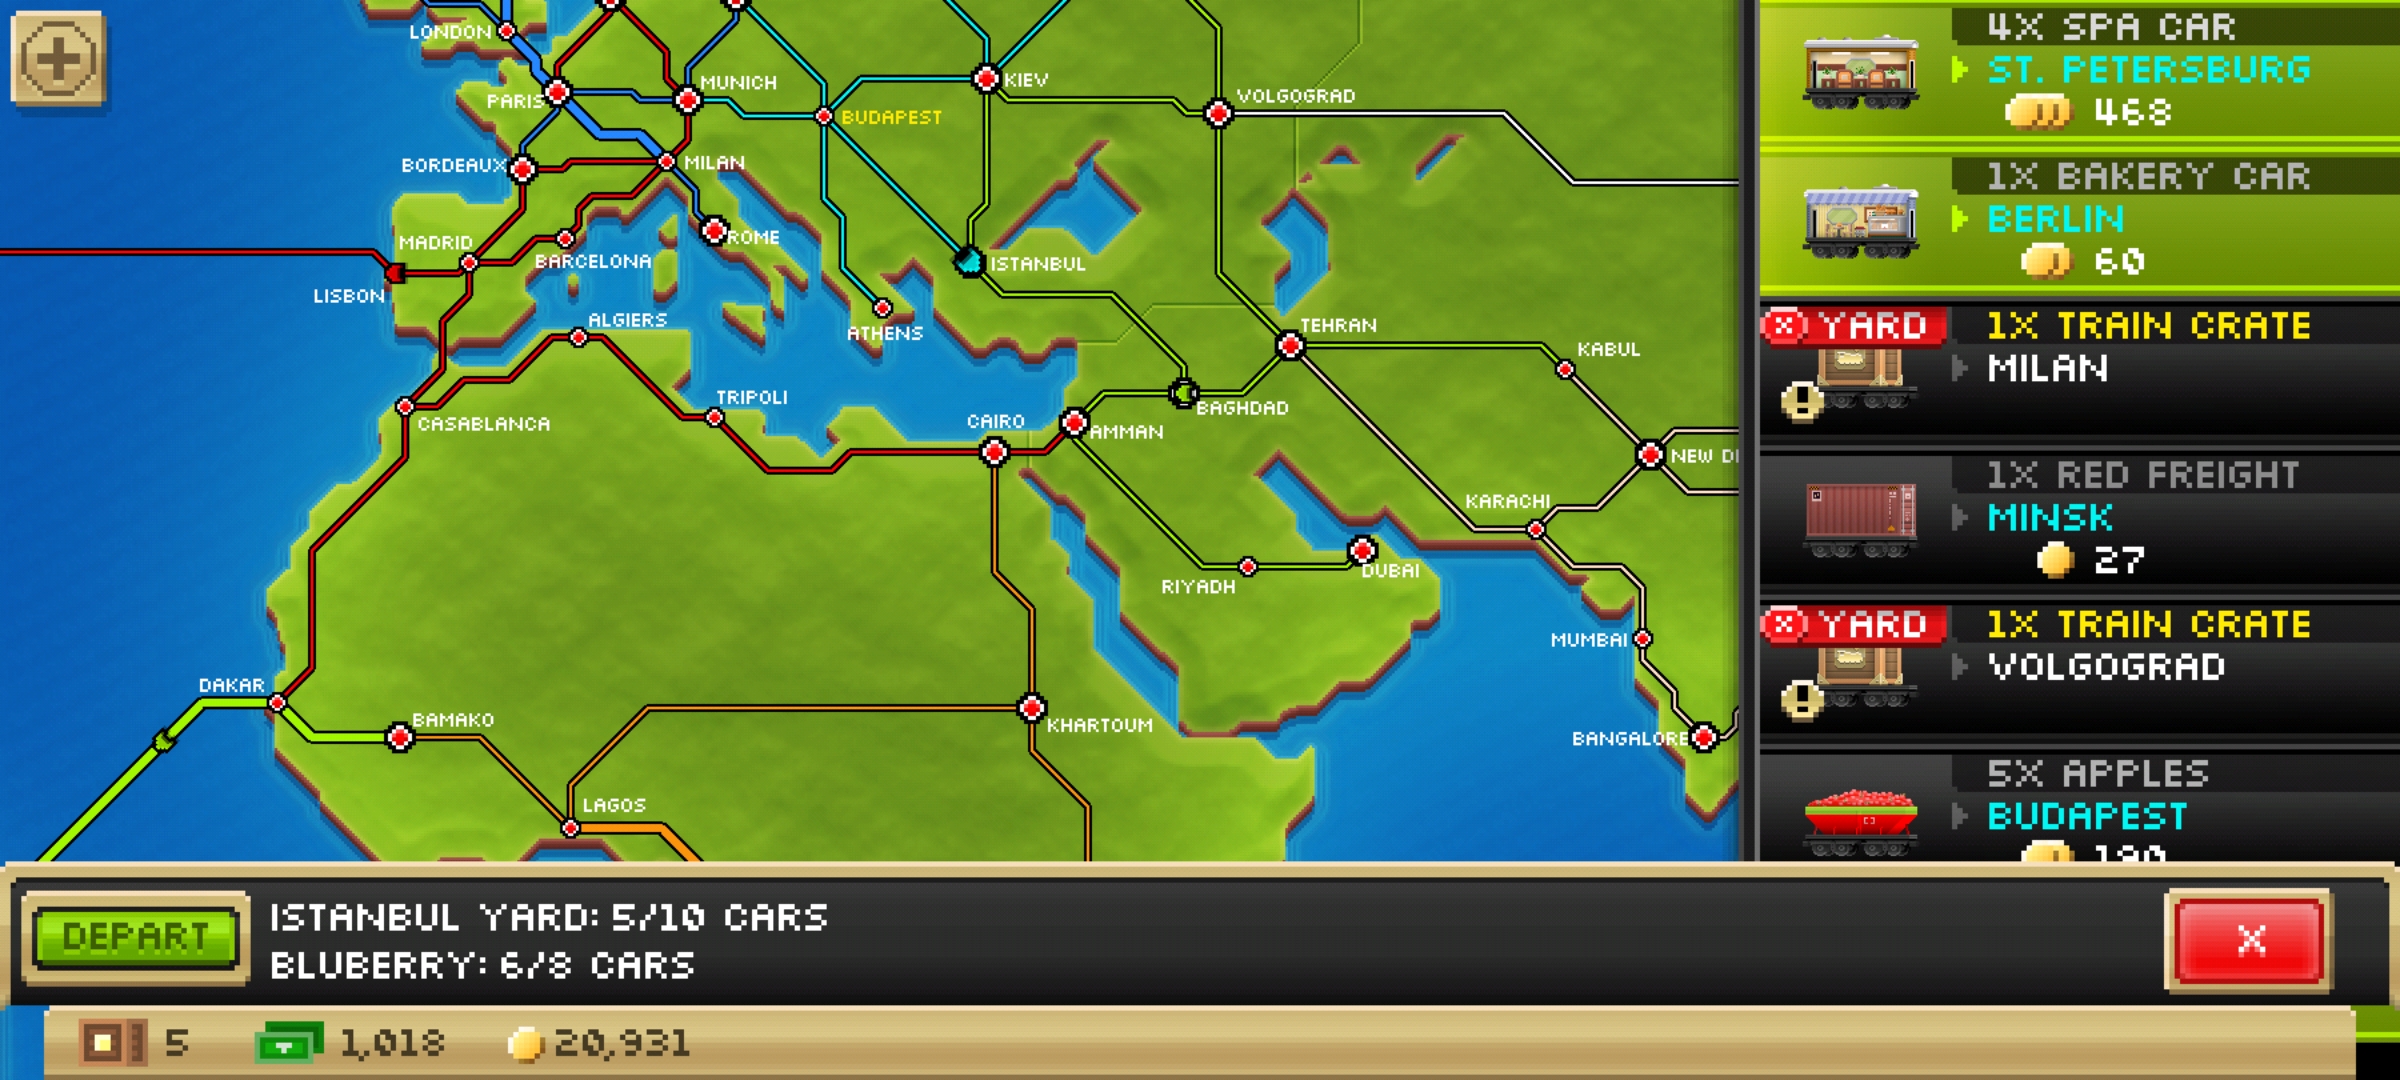 LONDON
PARIS
MUNICH
BUDAPEST
KIEV
VOLGOGRAD
BORDEAUX
MILAN
ROME
MADRID
BARCELONA
LISBON
ISTANBUL
ATHENS
ALGIERS
TEHRAN
KABUL
CASABLANCA
TRIPOLI
CAIRO
AMMAN
BAGHDAD
NEW D
KARACHI
RIYADH
DUBAI
MUMBAI
DAKAR
BAMAKO
KHARTOUM
BANGALORE
LAGOS
4X SPA CAR
ST. PETERSBURG
468
1X BAKERY CAR
BERLIN
60
YARD
1X TRAIN CRATE
MILAN
1X RED FREIGHT
MINSK
27
YARD
1X TRAIN CRATE
VOLGOGRAD
5X APPLES
BUDAPEST
DEPART
ISTANBUL YARD: 5/10 CARS
BLUBERRY: 6/8 CARS
X
5
1,018
20,931